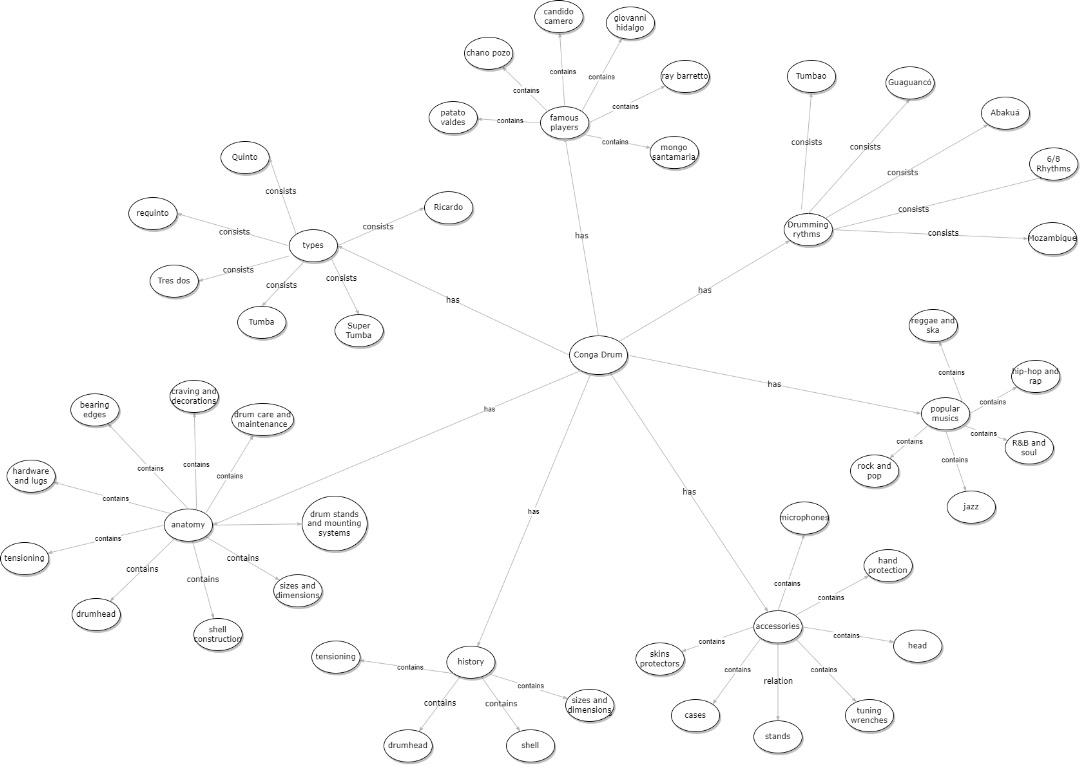 candido
camero
giovanni
hidalgo
chano pozo
contains
contains
contains
ray barretto
contains
patato
valdes
contains
famous
players
contains
mongo
santamaria
Tumbao
Guaguancó
Abakuá
consists
consists
consists
6/8
Rhythms
consists
Drumming
rythms
consists
Mozambique
Quinto
consists
requinto
consists
Ricardo
consists
types
Tres dos
consists
consists
consists
Tumba
Super
Tumba
has
has
has
has
Conga Drum
has
has
has
reggae and
ska
contains
hip-hop and
rap
contains
popular
musics
contains
R&B and
soul
contains
rock and
pop
contains
jazz
bearing
edges
craving and
decorations
drum care and
maintenance
contains
contains
contains
hardware
and lugs
contains
anatomy
drum stands
and mounting
systems
tensioning
contains
contains
contains
contains
drumhead
shell
construction
sizes and
dimensions
microphones
contains
hand
protection
contains
accessories
contains
head
skins
protectors
contains
contains
relation
contains
cases
stands
tuning
wrenches
tensioning
contains
history
contains
sizes and
dimensions
contains
contains
drumhead
shell